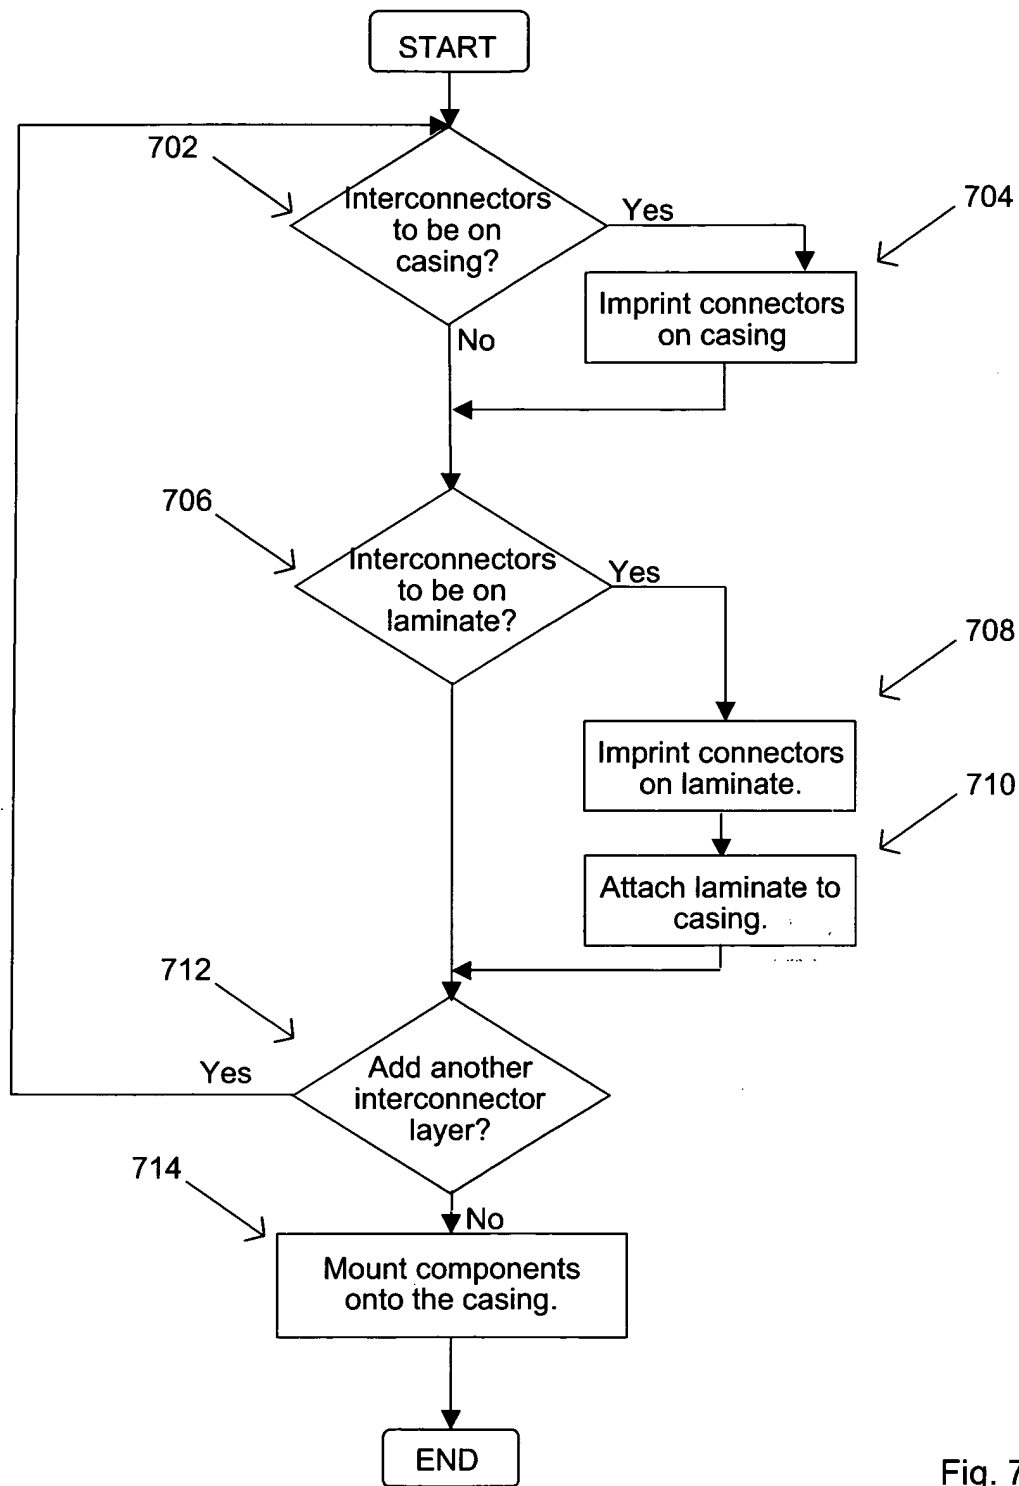 START
702
Interconnectors
to be on
casing?
Yes
704
Imprint connectors
on casing
No
706
Interconnectors
to be on
laminate?
Yes
708
Imprint connectors
on laminate.
710
Attach laminate to
casing.
712
Yes
Add another
interconnector
layer?
714
No
Mount components
onto the casing.
END
Fig. 7